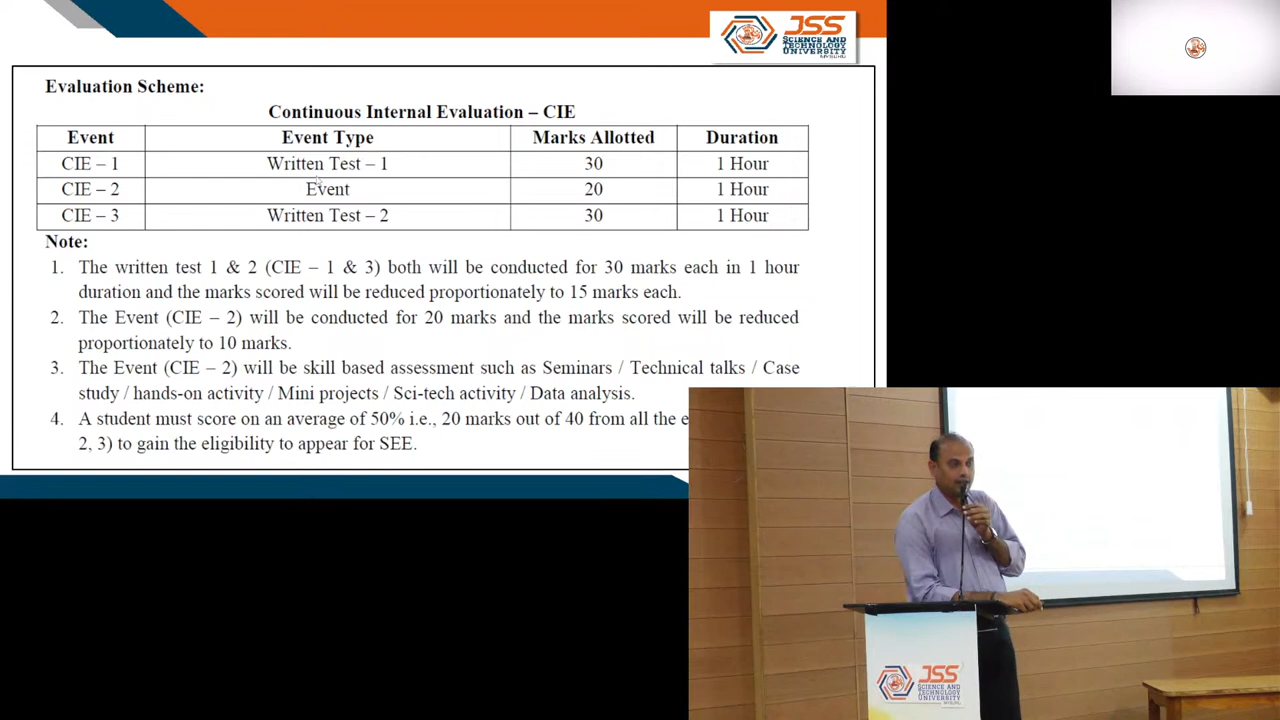 JSS
SCIENCE AND
TECHNOLOGY
UNIVERSITY
MYSURU
Evaluation Scheme:
Continuous Internal Evaluation – CIE
Event Event Type Marks Allotted Duration
CIE – 1 Written Test – 1 30 1 Hour
CIE – 2 Event 20 1 Hour
CIE – 3 Written Test – 2 30 1 Hour
Note:
1. The written test 1 & 2 (CIE – 1 & 3) both will be conducted for 30 marks each in 1 hour
duration and the marks scored will be reduced proportionately to 15 marks each.
2. The Event (CIE – 2) will be conducted for 20 marks and the marks scored will be reduced
proportionately to 10 marks.
3. The Event (CIE – 2) will be skill based assessment such as Seminars / Technical talks / Case
study / hands-on activity / Mini projects / Sci-tech activity / Data analysis.
4. A student must score on an average of 50% i.e., 20 marks out of 40 from all the e
2, 3) to gain the eligibility to appear for SEE.
JSS
SCIENCE AND
TECHNOLOGY
UNIVERSITY